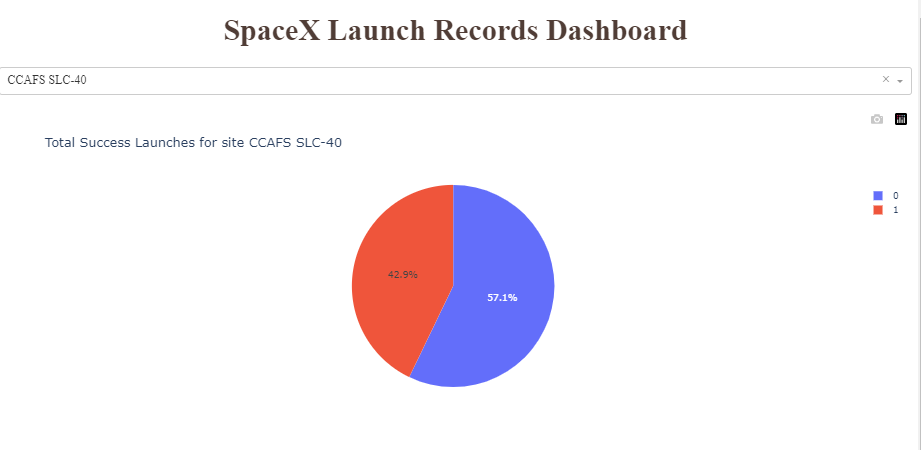 SpaceX Launch Records Dashboard
CCAFS SLC-40
Total Success Launches for site CCAFS SLC-40
0
1
42.9%
57.1%